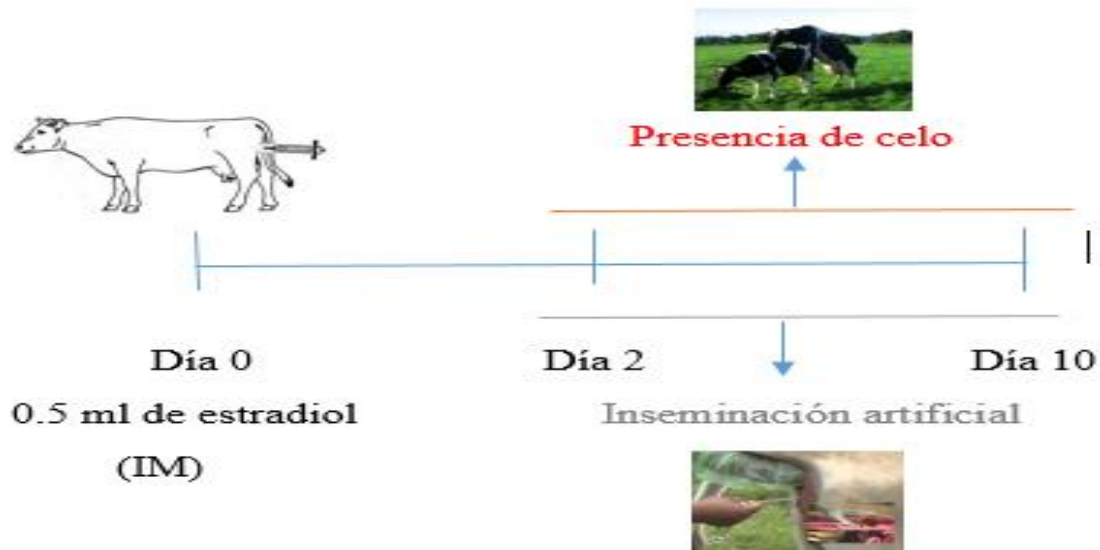 Presencia de celo
Día 0
Día 2
Día 10
0.5 ml de estradiol
(IM)
Inseminación artificial